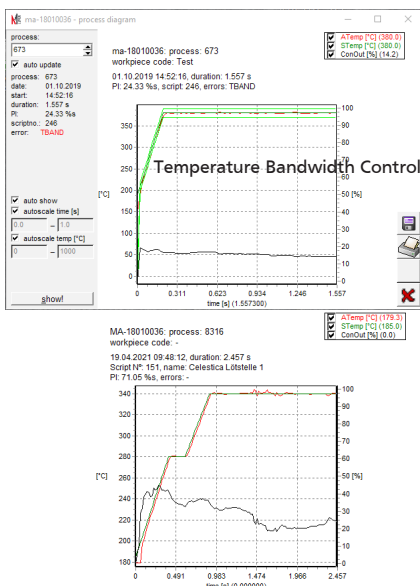 ma-18010036 - process diagram
process:
673
auto update
process: 673
date: 01.10.2019
start: 14:52:16
duration: 1.557 s
PI: 24.33 %s
scriptno.: 246
error: TBAND
auto show
autoscale time [s]
0.0 – 1.0
autoscale temp [°C]
0 – 1000
show!
ma-18010036: process: 673
workpiece code: Test
01.10.2019 14:52:16, duration: 1.557 s
PI: 24.33 %s, script: 246, errors: TBAND
ATemp [°C] (380.0)
STemp [°C] (380.0)
ConOut [%] (14.2)
Temperature Bandwidth Control
[°C]
350
300
250
200
150
100
50
0
100
90
80
70
60
50 [%]
40
30
20
10
0
0 0.311 0.623 0.934 1.246 1.557
time [s] (1.557300)
MA-18010036: process: 8316
workpiece code: -
19.04.2021 09:48:12, duration: 2.457 s
Script Nº: 151, name: Celestica Lötstelle 1
PI: 71.05 %s, errors: -
ATemp [°C] (179.3)
STemp [°C] (185.0)
ConOut [%] (0.0)
[°C]
340
320
300
280
260
240
220
200
180
100
90
80
70
60
50 [%]
40
30
20
10
0
0 0.491 0.983 1.474 1.966 2.457
time [s] (0.000000)